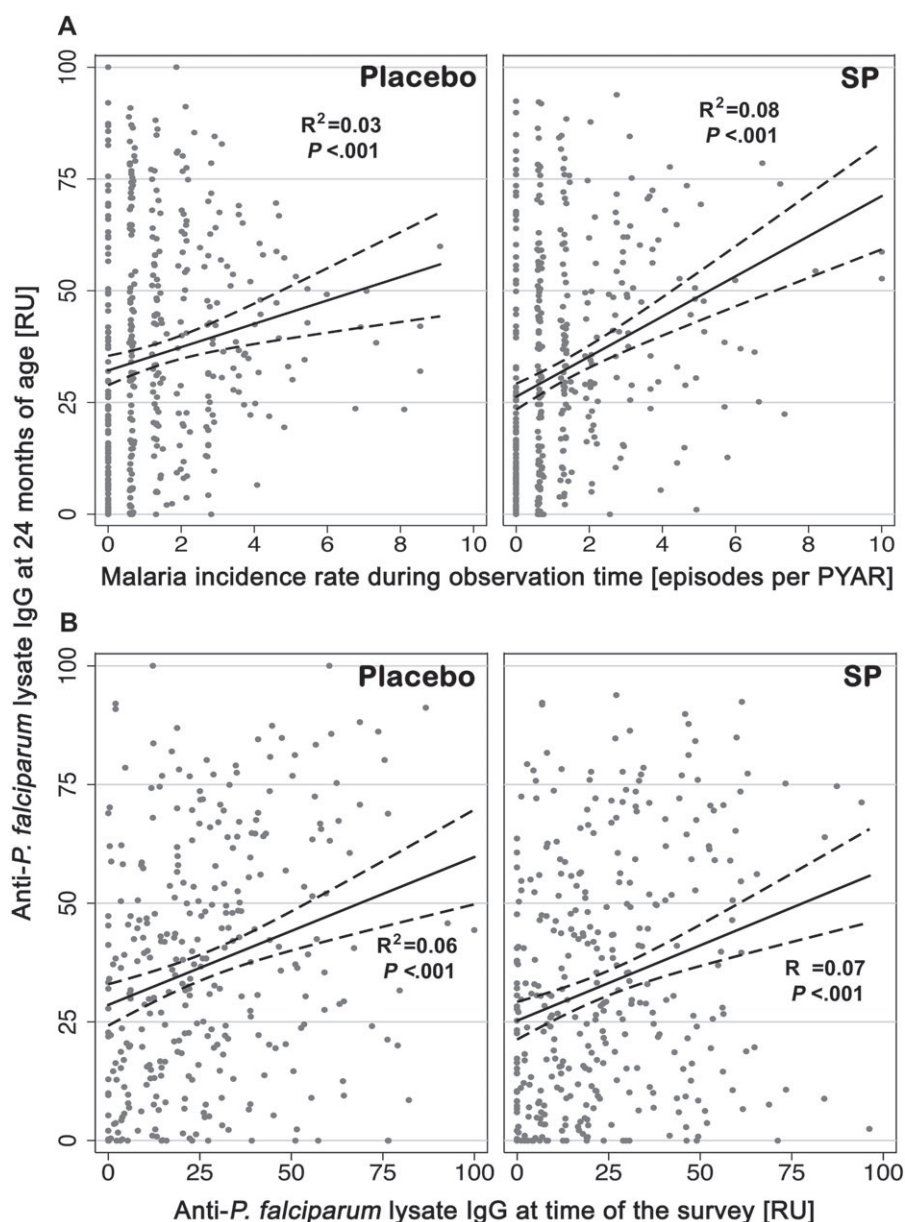 A
Placebo
SP
R²=0.03
P <.001
R²=0.08
P <.001
100
75
50
25
0
0 2 4 6 8 10
0 2 4 6 8 10
Malaria incidence rate during observation time [episodes per PYAR]
Anti-P. falciparum lysate IgG at 24 months of age [RU]
B
Placebo
SP
R²=0.06
P <.001
R =0.07
P <.001
100
75
50
25
0
0 25 50 75 100
0 25 50 75 100
Anti-P. falciparum lysate IgG at time of the survey [RU]